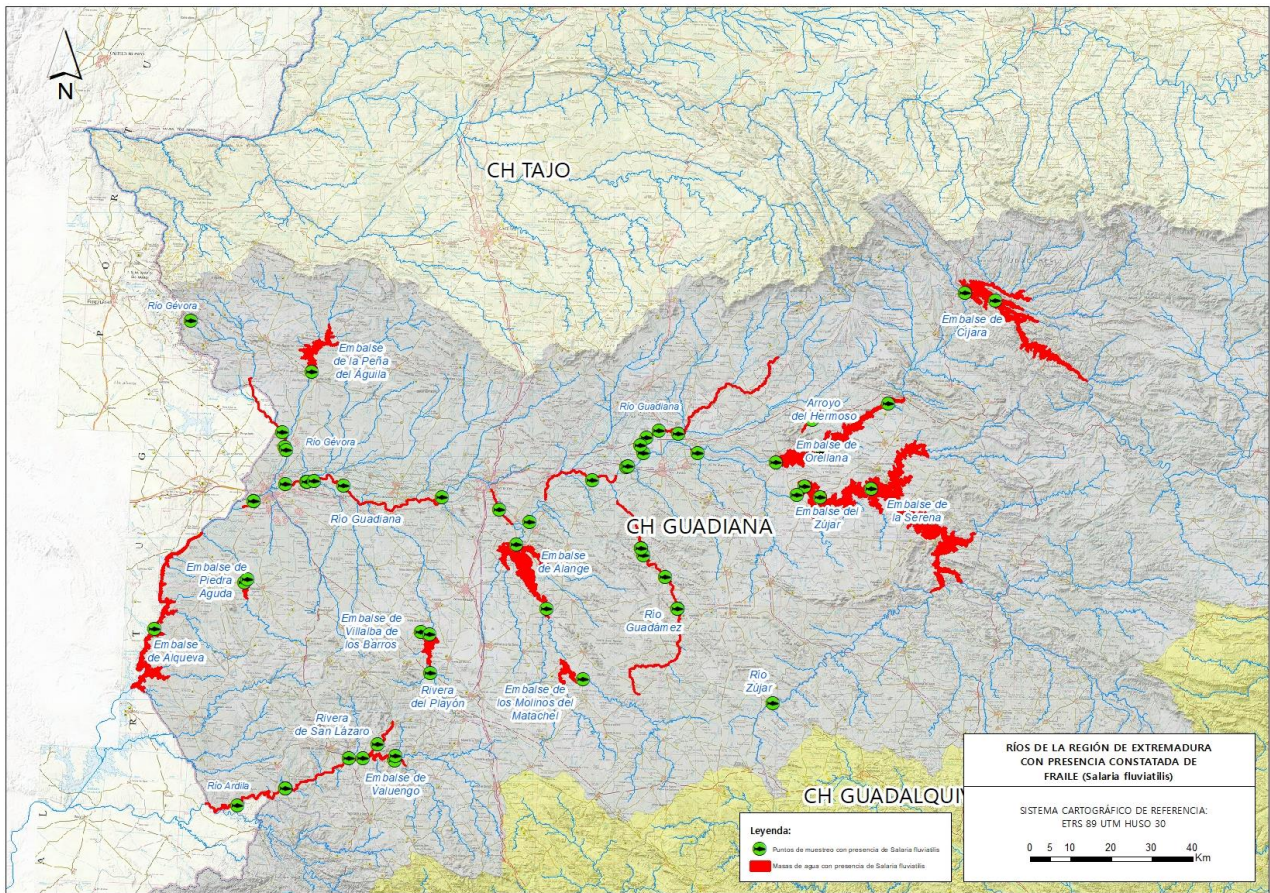 N
CH TAJO
P O R T U G A L
Río Gévora
Embalse de
Cijara
Embalse
de la Peña
del Águila
Río Guadiana
Arroyo
del Hermoso
Río Gévora
Embalse de
Orellana
Río Guadiana
CH GUADIANA
Embalse del
Zújar
Embalse de
la Serena
Embalse
de Alange
Embalse de
Piedra
Aguda
Río
Guadámez
Embalse de
Villalba de
los Barros
Embalse
de Alqueva
Rivera
del Playón
Embalse de
los Molinos del
Matachel
Río
Zújar
Rivera
de San Lázaro
Embalse de
Valuengo
Río Ardila
CH GUADALQUIV
RÍOS DE LA REGIÓN DE EXTREMADURA
CON PRESENCIA CONSTATADA DE
FRAILE (Salaria fluviatilis)
SISTEMA CARTOGRÁFICO DE REFERENCIA:
ETRS 89 UTM HUSO 30
0 5 10 20 30 40
Km
Leyenda:
Puntos de muestreo con presencia de Salaria fluviatilis
Masas de agua con presencia de Salaria fluviatilis